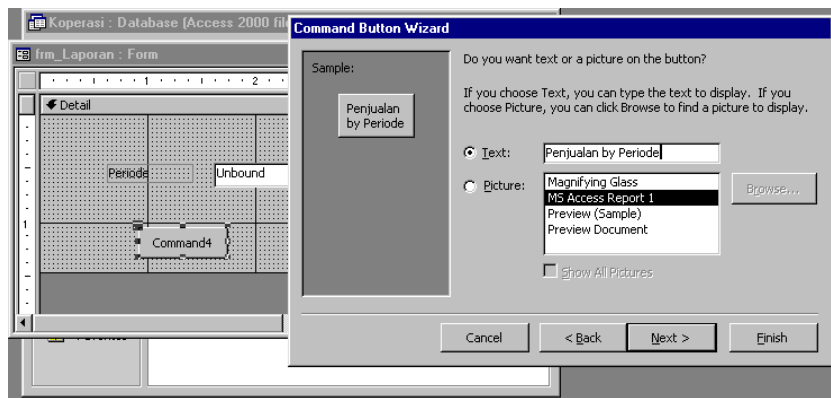 Koperasi : Database (Access 2000 fil
frm_Laporan : Form
1 2
Detail
Periode
Unbound
1
Command4
Command Button Wizard
Sample:
Penjualan
by Periode
Do you want text or a picture on the button?
If you choose Text, you can type the text to display. If you
choose Picture, you can click Browse to find a picture to display.
Text:
Penjualan by Periode
Picture:
Magnifying Glass
MS Access Report 1
Preview (Sample)
Preview Document
Browse...
Show All Pictures
Cancel
< Back
Next >
Finish